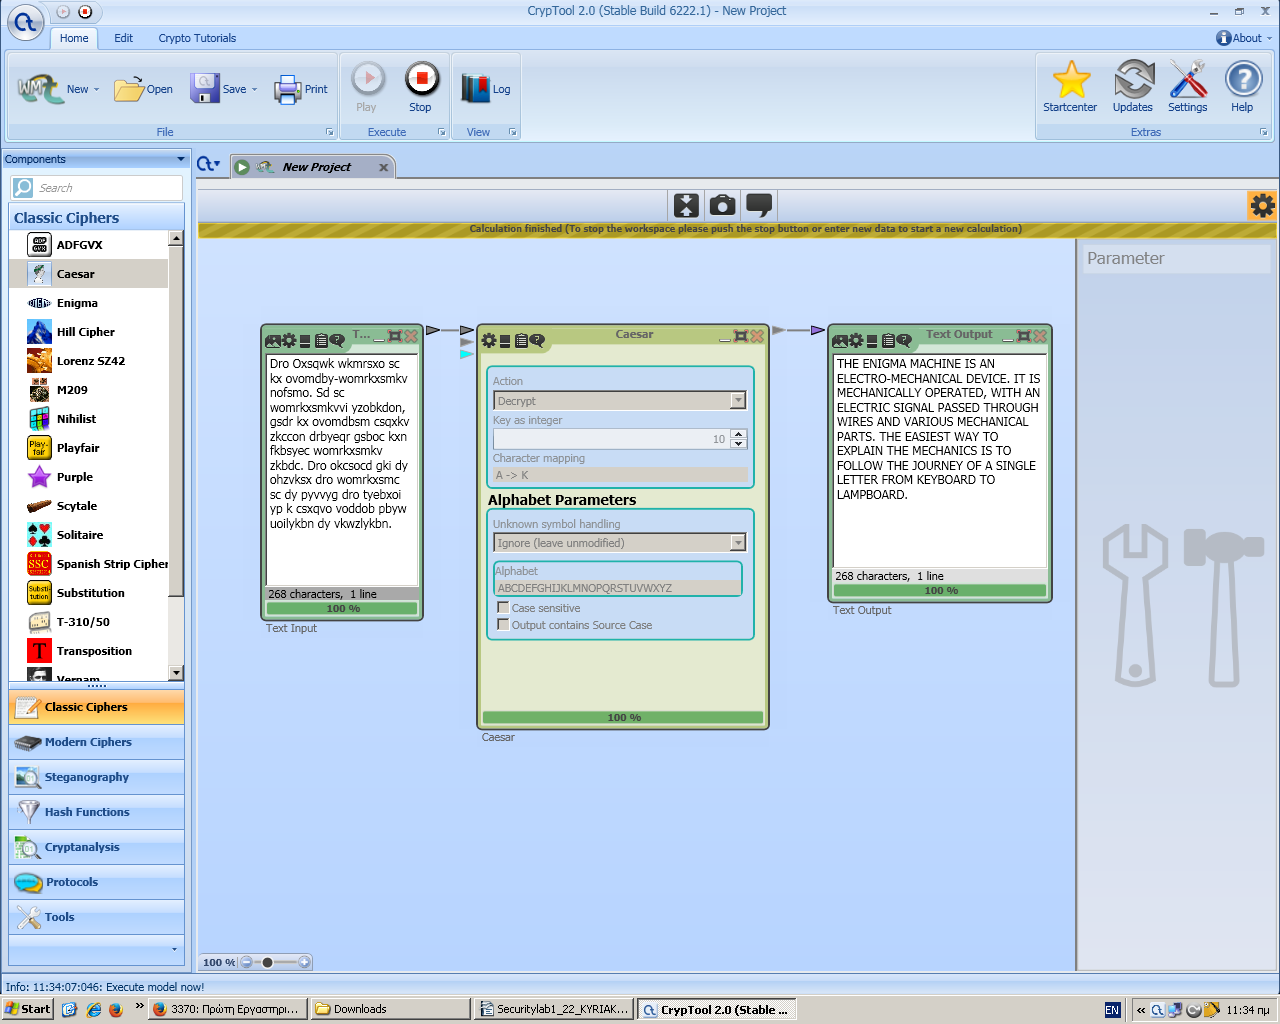 CrypTool 2.0 (Stable Build 6222.1) - New Project
Home
Edit
Crypto Tutorials
About
New
Open
Save
Print
File
Play
Stop
Execute
Log
View
Startcenter
Updates
Settings
Help
Extras
Components
Search
Classic Ciphers
ADFGVX
Caesar
Enigma
Hill Cipher
Lorenz SZ42
M209
Nihilist
Playfair
Purple
Scytale
Solitaire
Spanish Strip Cipher
Substitution
T-310/50
Transposition
Vernam
Classic Ciphers
Modern Ciphers
Steganography
Hash Functions
Cryptanalysis
Protocols
Tools
New Project
Calculation finished (To stop the workspace please push the stop button or enter new data to start a new calculation)
Parameter
T...
Dro Oxsqwk wkmrsxo sc
kx ovomdby-womrkxsmkv
nofsmo. Sd sc
womrkxsmkvvi yzobkdon,
gsdr kx ovomdbsm csqxkv
zkccon drbyeqr gsboc kxn
fkbsyec womrkxsmkv
zkbdc. Dro okcsocd gki dy
ohzvksx dro womrkxsmc
sc dy pyvvyg dro tyebxoi
yp k csxqvo voddob pbyw
uoilykbn dy vkwzlykbn.
268 characters,  1 line
100 %
Text Input
Caesar
Action
Decrypt
Key as integer
10
Character mapping
A -> K
Alphabet Parameters
Unknown symbol handling
Ignore (leave unmodified)
Alphabet
ABCDEFGHIJKLMNOPQRSTUVWXYZ
Case sensitive
Output contains Source Case
100 %
Caesar
Text Output
THE ENIGMA MACHINE IS AN
ELECTRO-MECHANICAL DEVICE. IT IS
MECHANICALLY OPERATED, WITH AN
ELECTRIC SIGNAL PASSED THROUGH
WIRES AND VARIOUS MECHANICAL
PARTS. THE EASIEST WAY TO
EXPLAIN THE MECHANICS IS TO
FOLLOW THE JOURNEY OF A SINGLE
LETTER FROM KEYBOARD TO
LAMPBOARD.
268 characters,  1 line
100 %
Text Output
100 %
Info: 11:34:07:046: Execute model now!
Start
3370: Πρώτη Εργαστηρι...
Downloads
Securitylab1_22_KYRIAK...
CrypTool 2.0 (Stable ...
EN
11:34 πμ